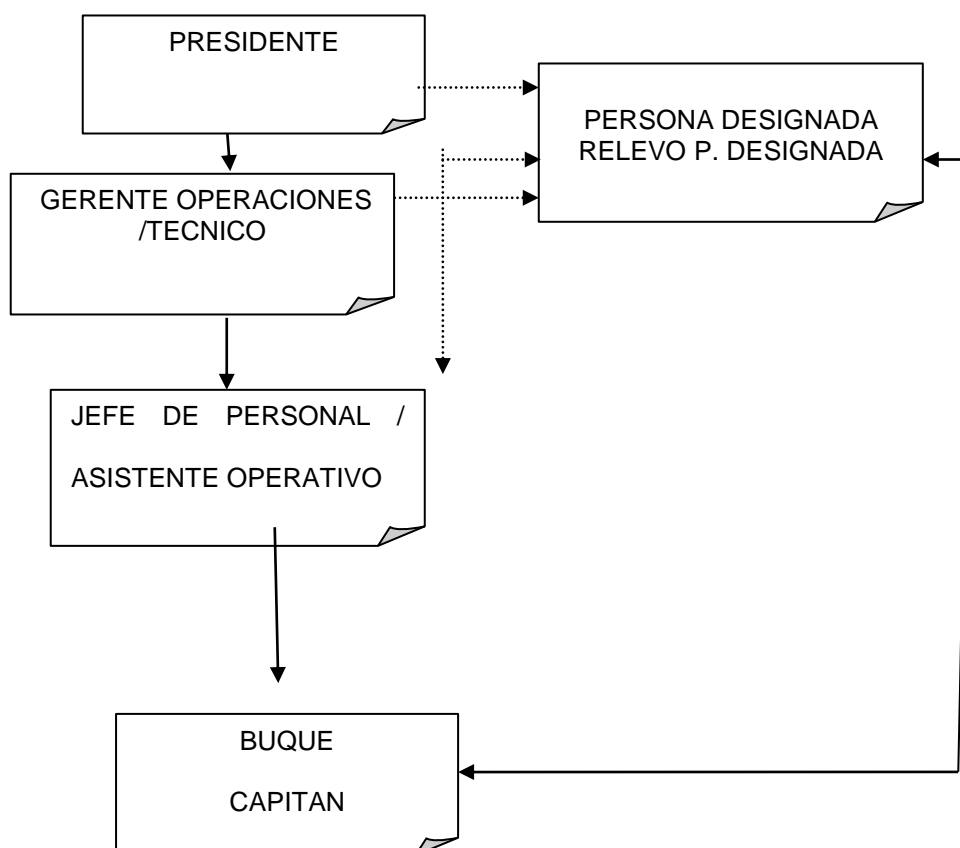 PRESIDENTE
PERSONA DESIGNADA
RELEVO P. DESIGNADA
GERENTE OPERACIONES
/TECNICO
JEFE DE PERSONAL /
ASISTENTE OPERATIVO
BUQUE
CAPITAN